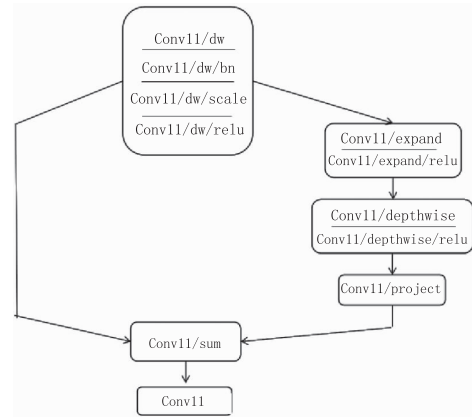 Conv11/dw
Conv11/dw/bn
Conv11/dw/scale
Conv11/dw/relu
Conv11/expand
Conv11/expand/relu
Conv11/depthwise
Conv11/depthwise/relu
Conv11/project
Conv11/sum
Conv11